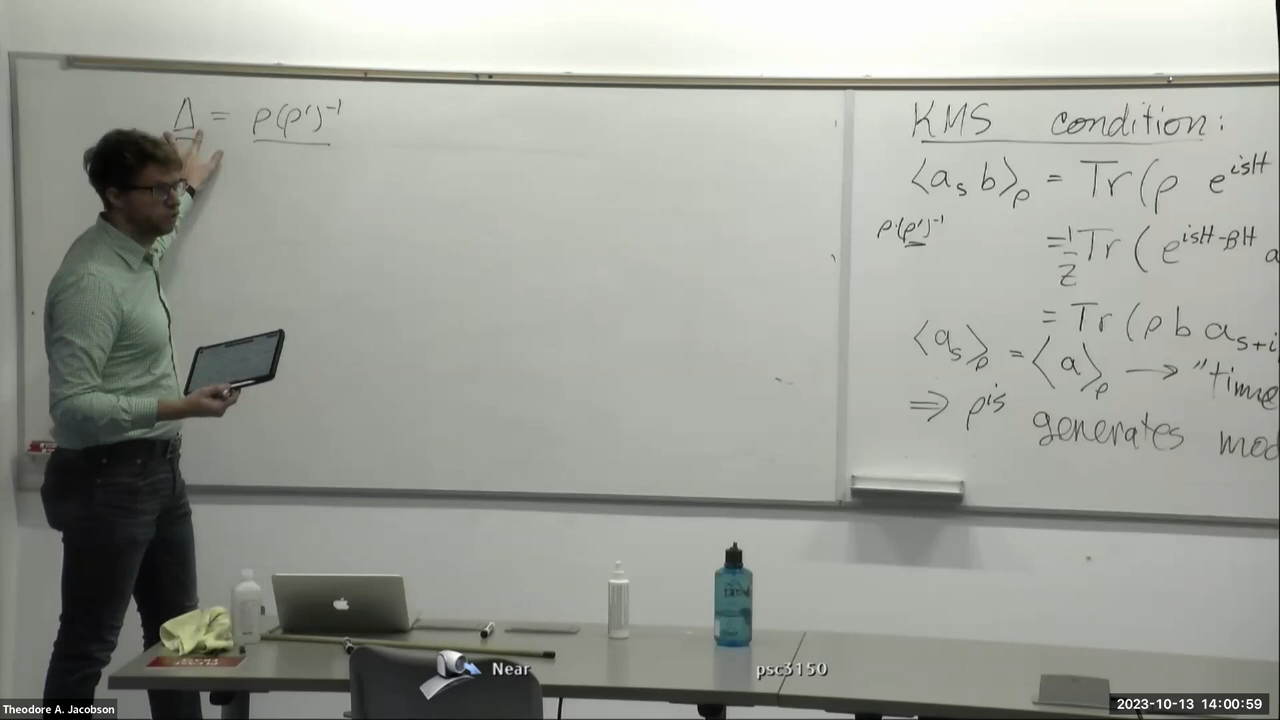 Δ = ρ(ρ')⁻¹
KMS condition:
⟨a_s b⟩_ρ = Tr(ρ e^{isH}
ρ·(ρ')⁻¹
= 1/Z Tr(e^{isH-βH} a
= Tr(ρ b a_{s+i
⟨a_s⟩_ρ = ⟨a⟩_ρ → "time
⇒ ρ^{is} generates mod
Near
psc3150
Theodore A. Jacobson
2023-10-13 14:00:59